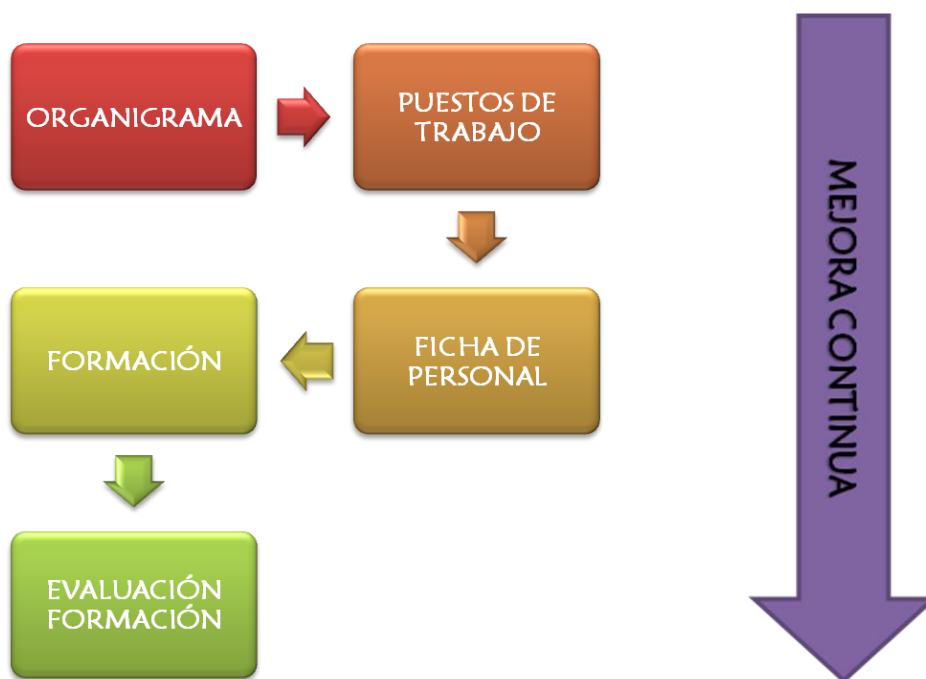 ORGANIGRAMA
PUESTOS DE
TRABAJO
FORMACIÓN
FICHA DE
PERSONAL
EVALUACIÓN
FORMACIÓN
MEJORA CONTINUA